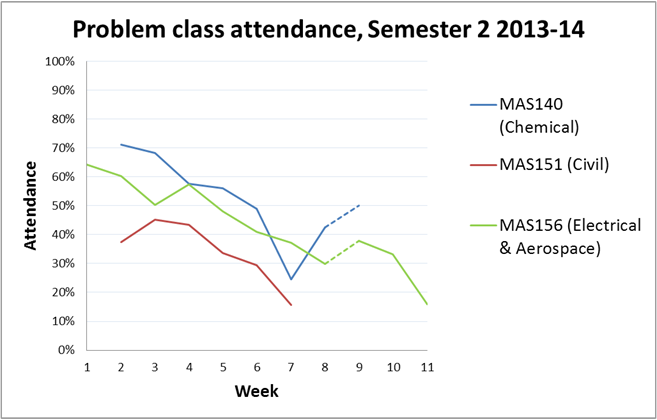 Problem class attendance, Semester 2 2013-14
100%
90%
80%
70%
60%
50%
40%
30%
20%
10%
0%
Attendance
1 2 3 4 5 6 7 8 9 10 11
Week
MAS140
(Chemical)
MAS151 (Civil)
MAS156 (Electrical
& Aerospace)